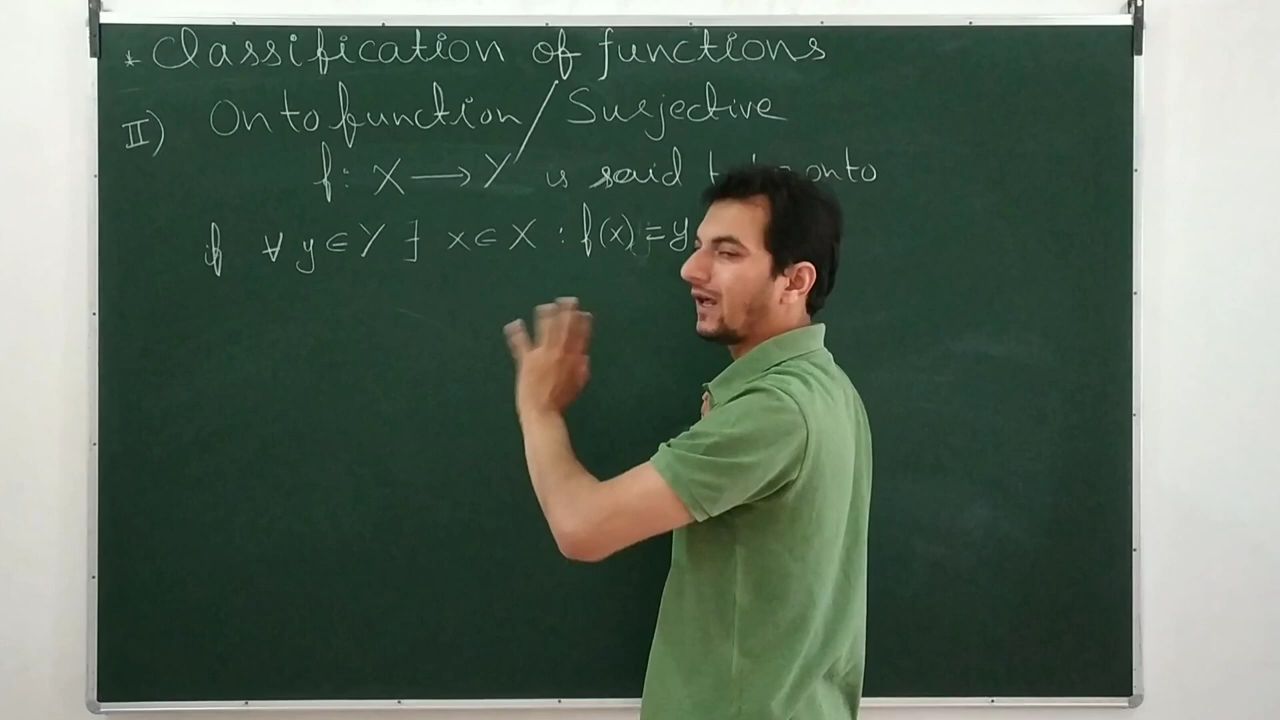 * Classification of functions
II) Onto function / Surjective
f: X → Y is said onto
if ∀ y ∈ Y ∃ x ∈ X : f(x) = y